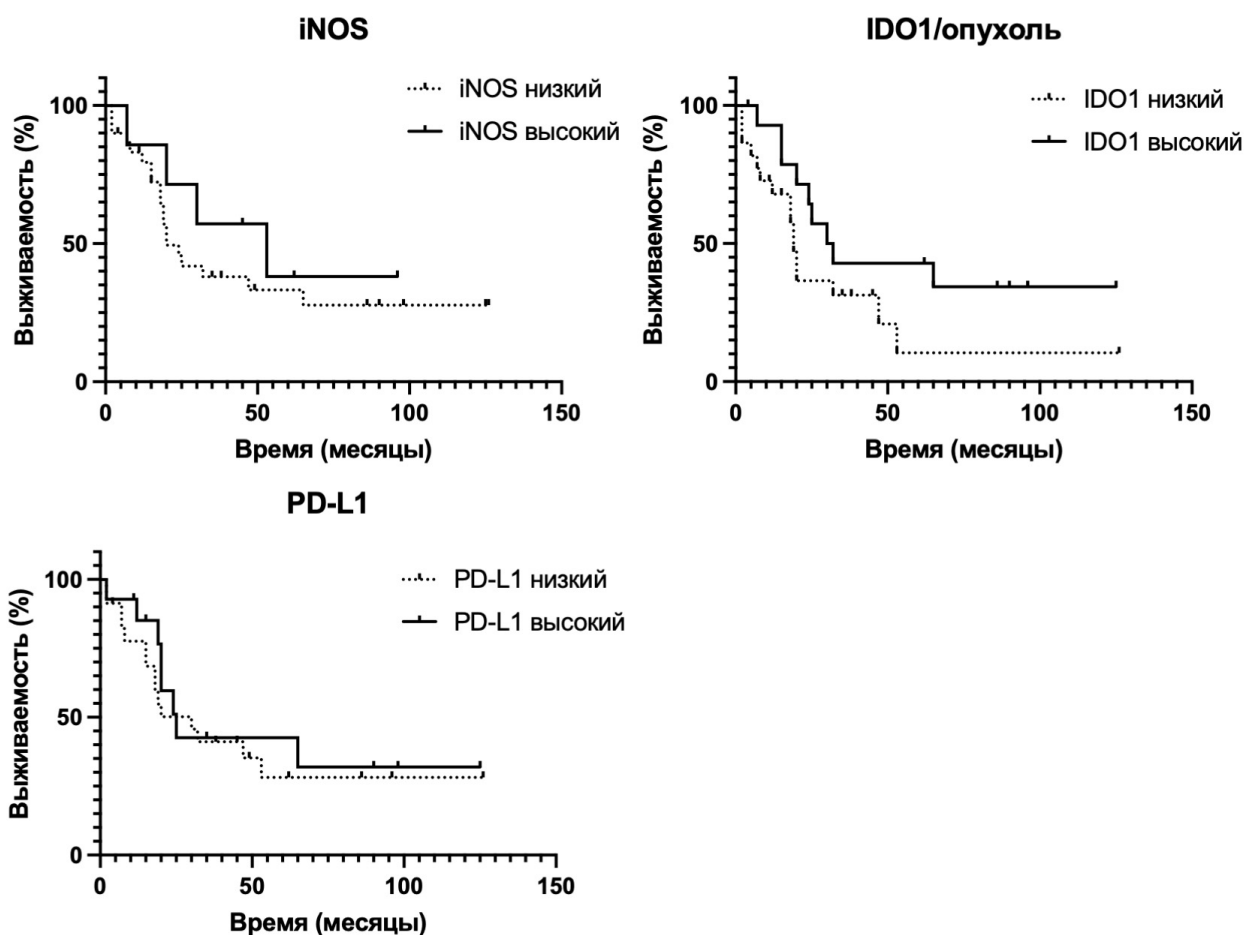 iNOS
iNOS низкий
iNOS высокий
Выживаемость (%)
100
50
0
0 50 100 150
Время (месяцы)
IDO1/опухоль
IDO1 низкий
IDO1 высокий
Выживаемость (%)
100
50
0
0 50 100 150
Время (месяцы)
PD-L1
PD-L1 низкий
PD-L1 высокий
Выживаемость (%)
100
50
0
0 50 100 150
Время (месяцы)